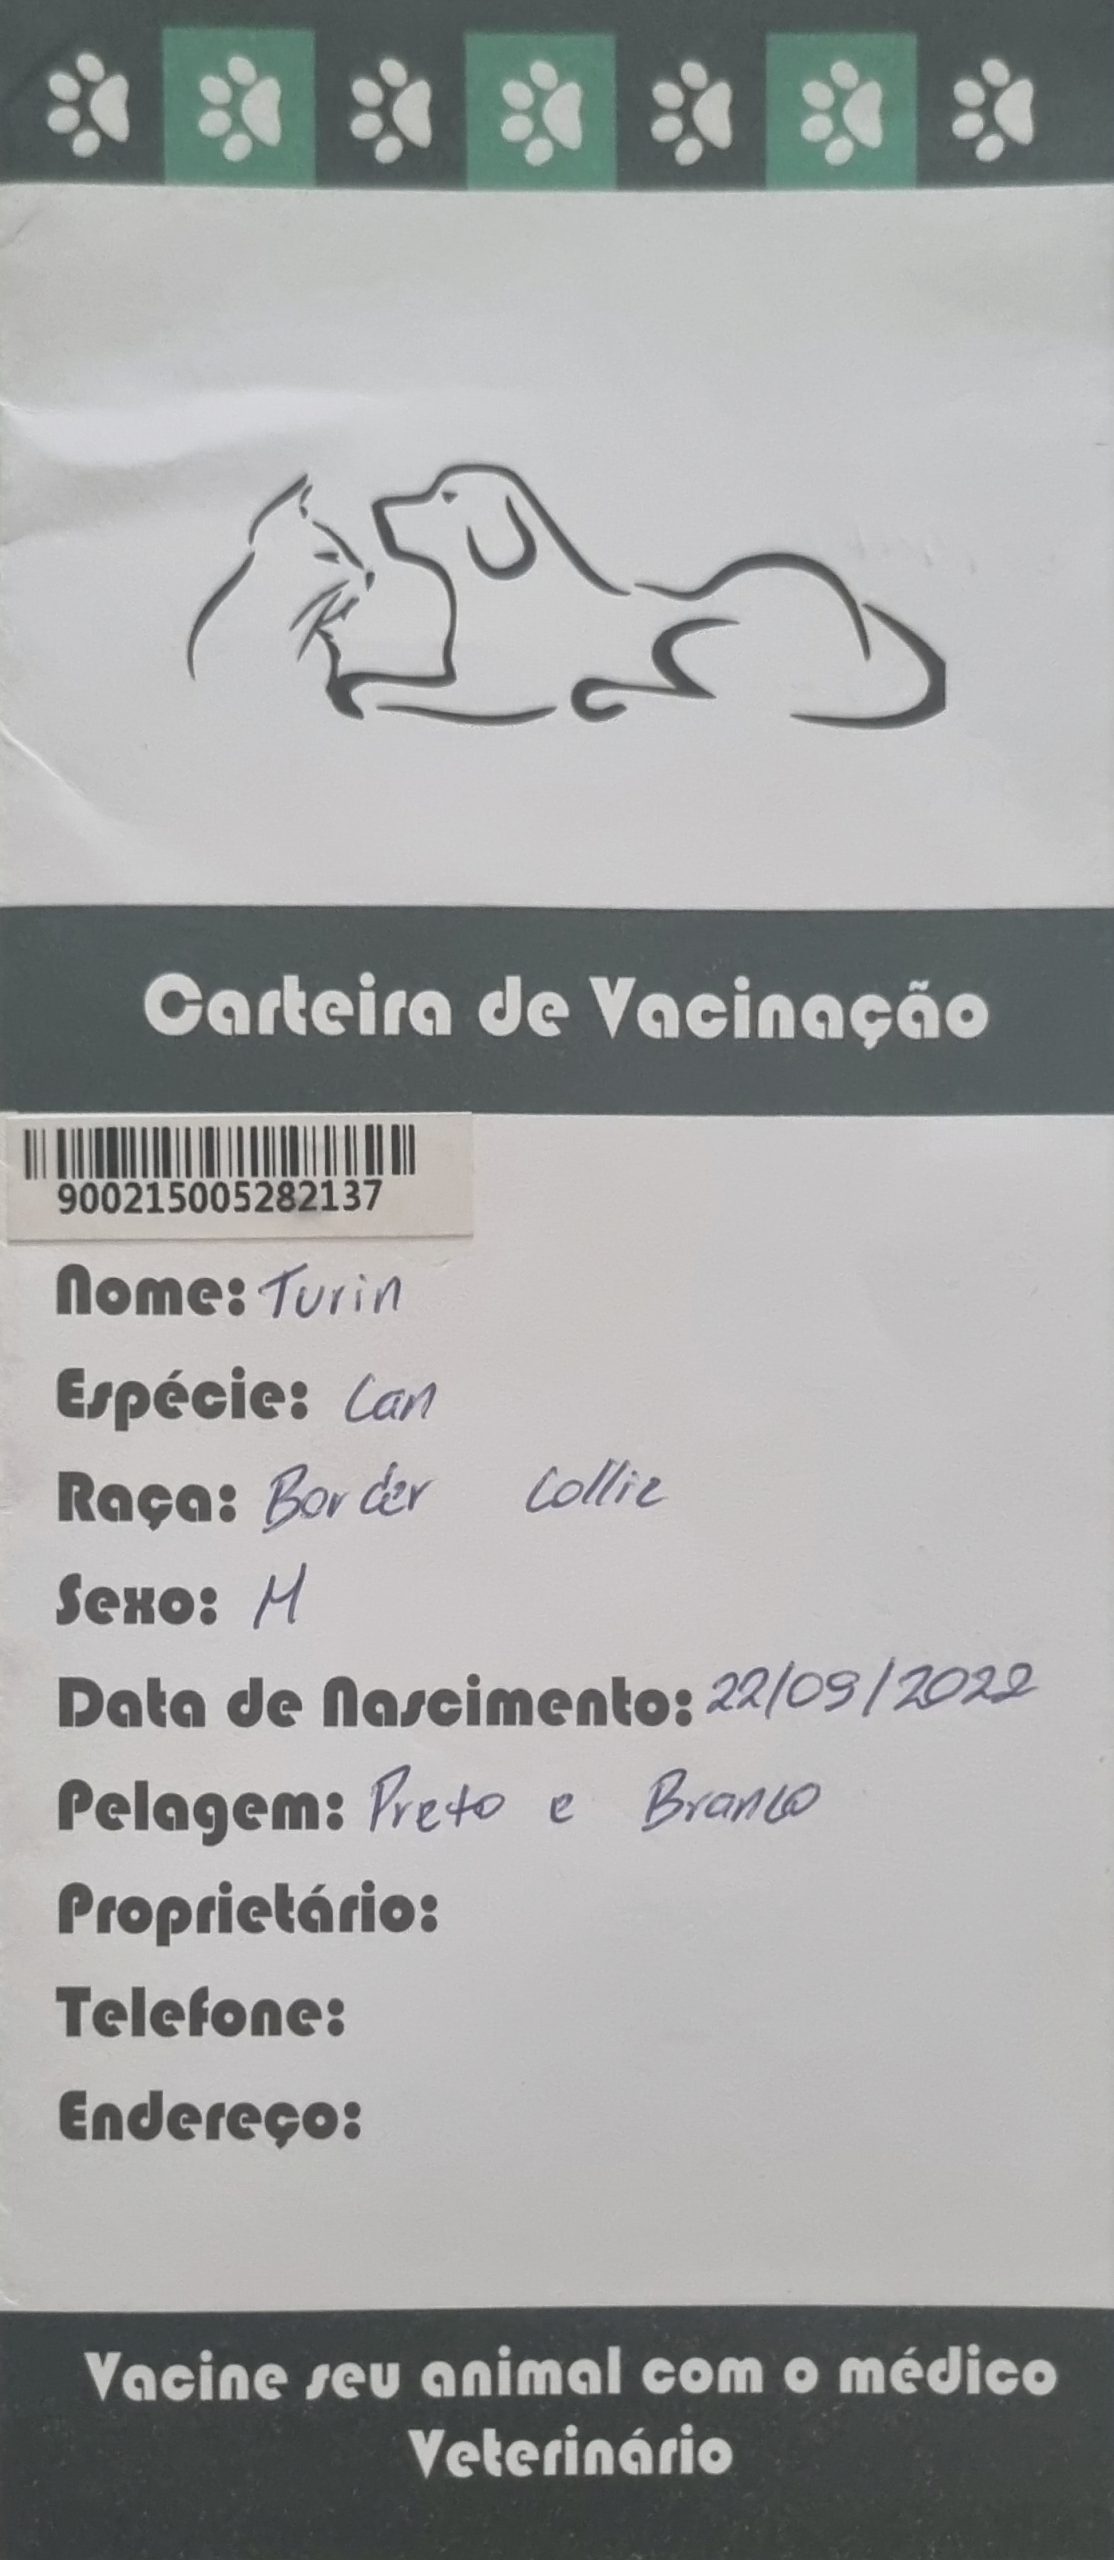 Carteira de Vacinação
900215005282137
Nome: Turin
Espécie: Can
Raça: Border Collie
Sexo: M
Data de Nascimento: 22/09/2022
Pelagem: Preto e Branco
Proprietário:
Telefone:
Endereço:
Vacine seu animal com o médico
Veterinário